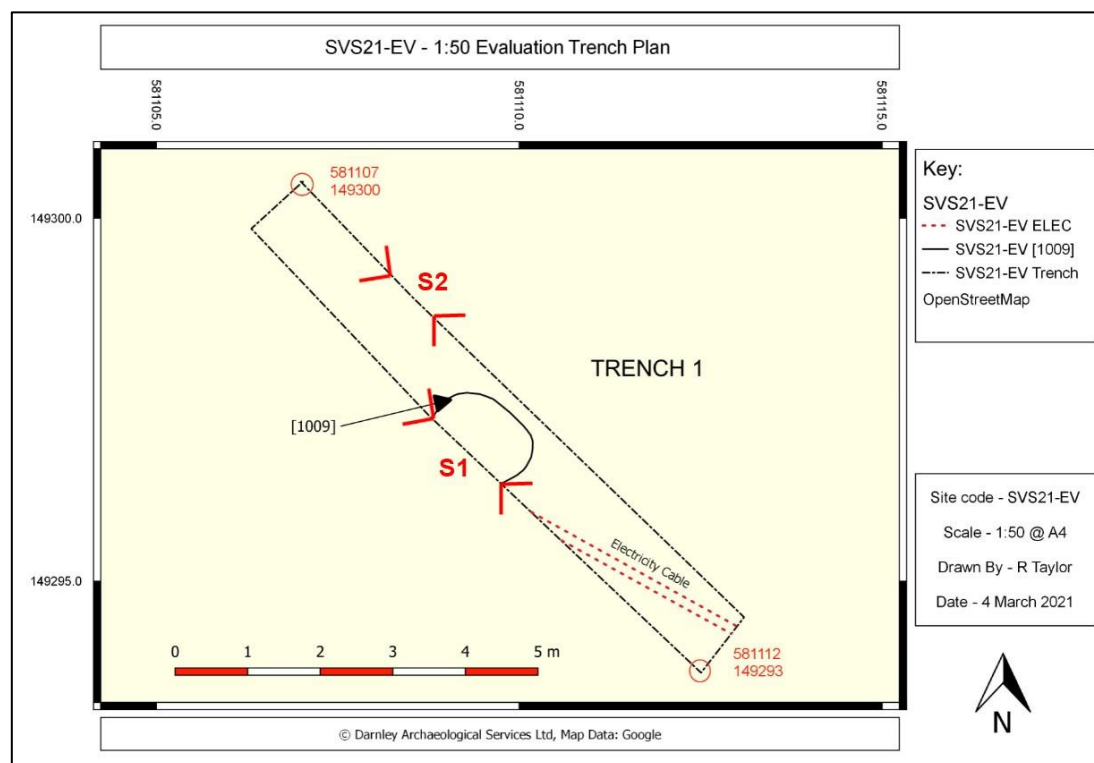 SVS21-EV - 1:50 Evaluation Trench Plan
581105.0
581110.0
581115.0
149300.0
149295.0
581107
149300
S2
TRENCH 1
[1009]
S1
Electricity Cable
581112
149293
0 1 2 3 4 5 m
Key:
SVS21-EV
SVS21-EV ELEC
SVS21-EV [1009]
SVS21-EV Trench
OpenStreetMap
Site code - SVS21-EV
Scale - 1:50 @ A4
Drawn By - R Taylor
Date - 4 March 2021
N
© Darnley Archaeological Services Ltd, Map Data: Google